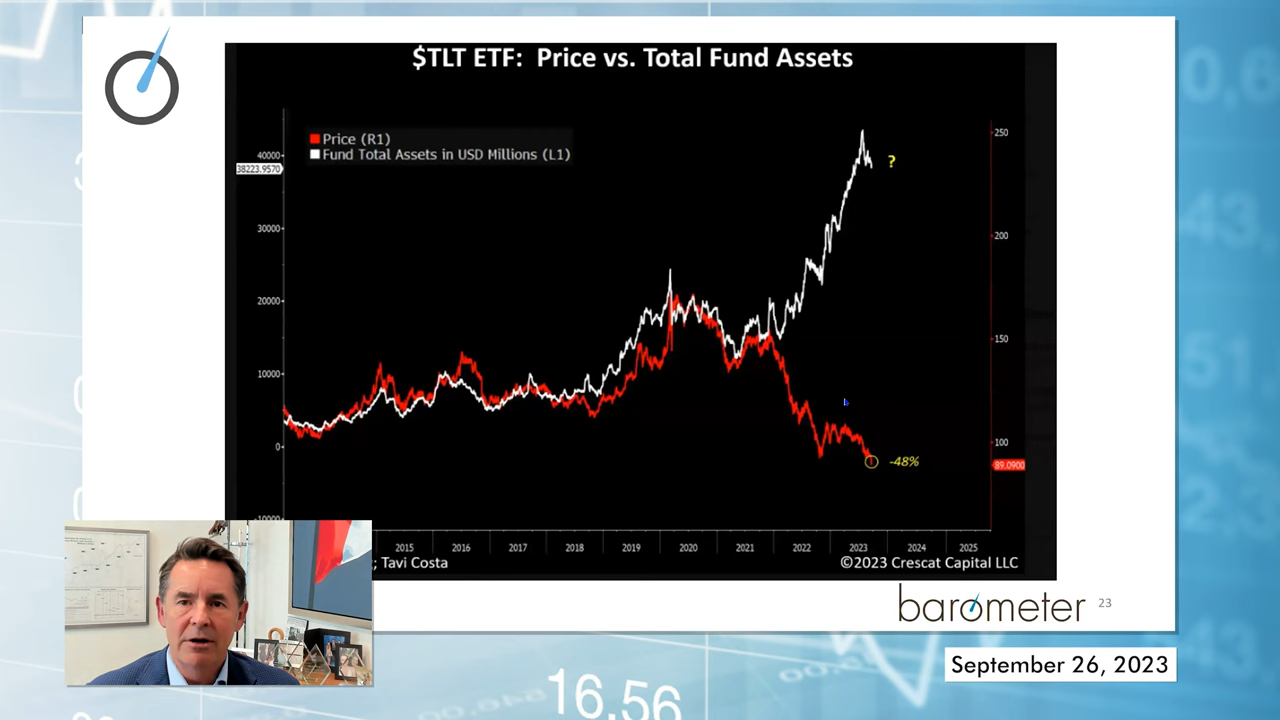 $TLT ETF: Price vs. Total Fund Assets
Price (R1)
Fund Total Assets in USD Millions (L1)
250
40000
?
38223.9570
30000
200
20000
150
10000
0
100
-48%
89.0900
-10000
2015 2016 2017 2018 2019 2020 2021 2022 2023 2024 2025
; Tavi Costa
©2023 Crescat Capital LLC
barometer
23
September 26, 2023
16.56